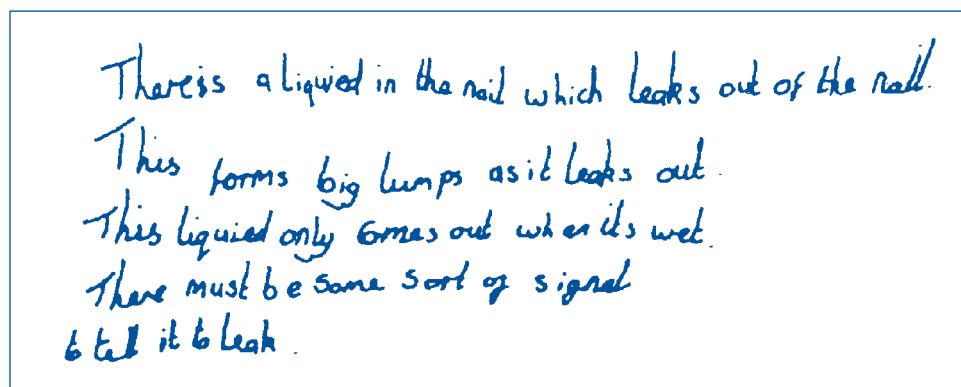 There is a liquied in the nail which leaks out of the nail.
This forms big lumps as it leaks out.
This liquied only comes out when its wet.
There must be some sort of signal
to tell it to leak.